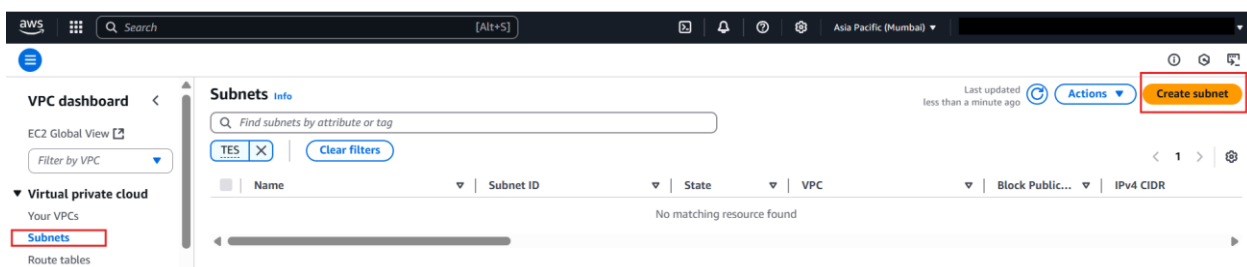 aws
Search [Alt+S]
Asia Pacific (Mumbai)
VPC dashboard
EC2 Global View
Filter by VPC
Virtual private cloud
Your VPCs
Subnets
Route tables
Subnets Info
Last updated
less than a minute ago
Actions
Create subnet
Find subnets by attribute or tag
TES
Clear filters
1
Name Subnet ID State VPC Block Public... IPv4 CIDR
No matching resource found